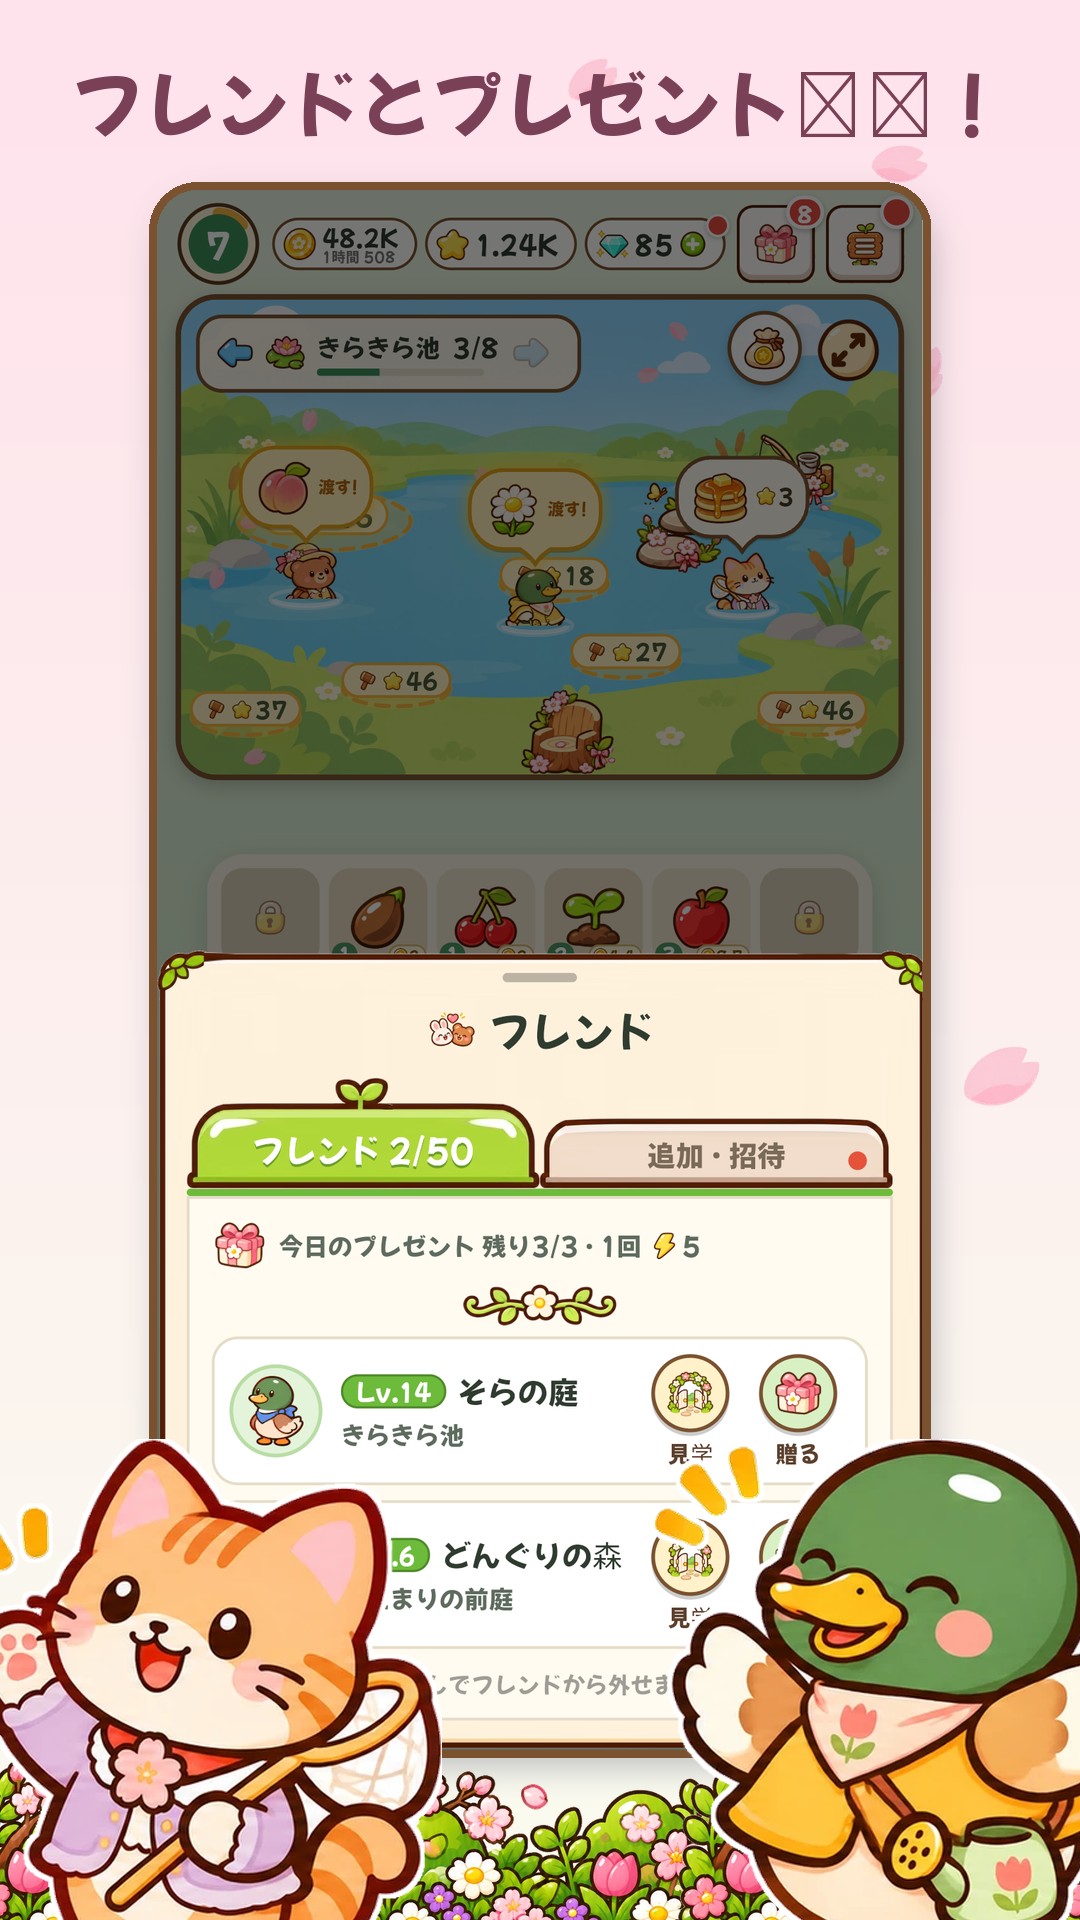 フレンドとプレゼント！
7
48.2K
1時間 508
1.24K
85
8
きらきら池 3/8
渡す!
渡す!
3
18
27
46
37
46
フレンド
フレンド 2/50
追加・招待
今日のプレゼント 残り3/3・1回 5
Lv.14 そらの庭
きらきら池
見学
贈る
.6 どんぐりの森
まりの前庭
見学
でフレンドから外せま